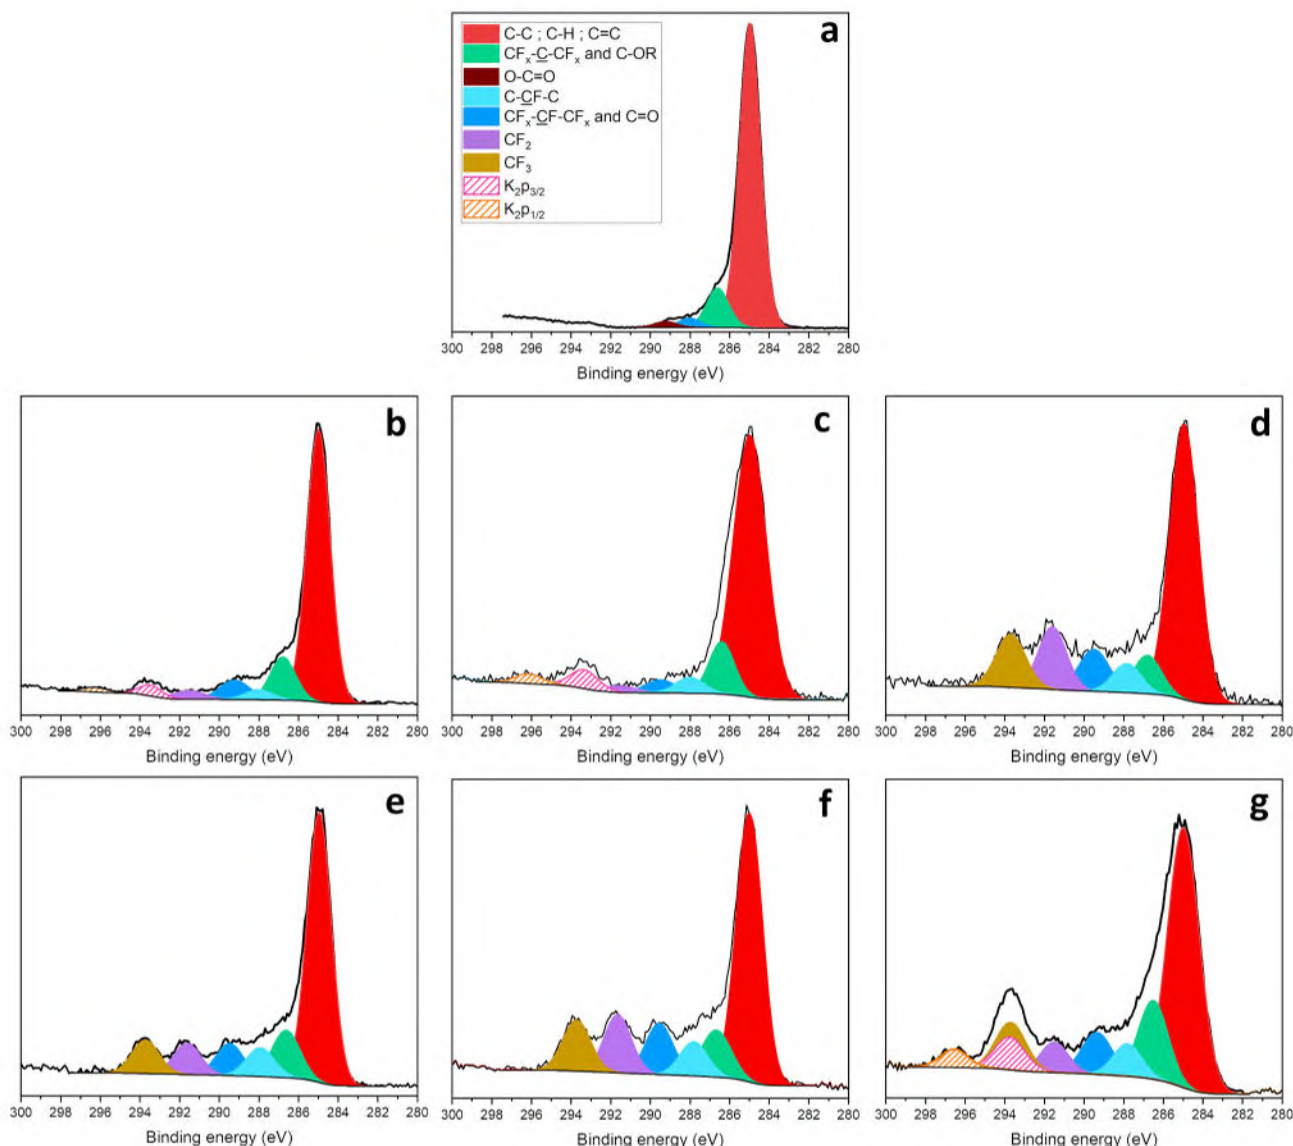 a
C-C ; C-H ; C=C
CFx-C-CFx and C-OR
O-C=O
C-CF-C
CFx-CF-CFx and C=O
CF2
CF3
K2p3/2
K2p1/2
300 298 296 294 292 290 288 286 284 282 280
Binding energy (eV)
b
300 298 296 294 292 290 288 286 284 282 280
Binding energy (eV)
c
300 298 296 294 292 290 288 286 284 282 280
Binding energy (eV)
d
300 298 296 294 292 290 288 286 284 282 280
Binding energy (eV)
e
300 298 296 294 292 290 288 286 284 282 280
Binding energy (eV)
f
300 298 296 294 292 290 288 286 284 282 280
Binding energy (eV)
g
300 298 296 294 292 290 288 286 284 282 280
Binding energy (eV)